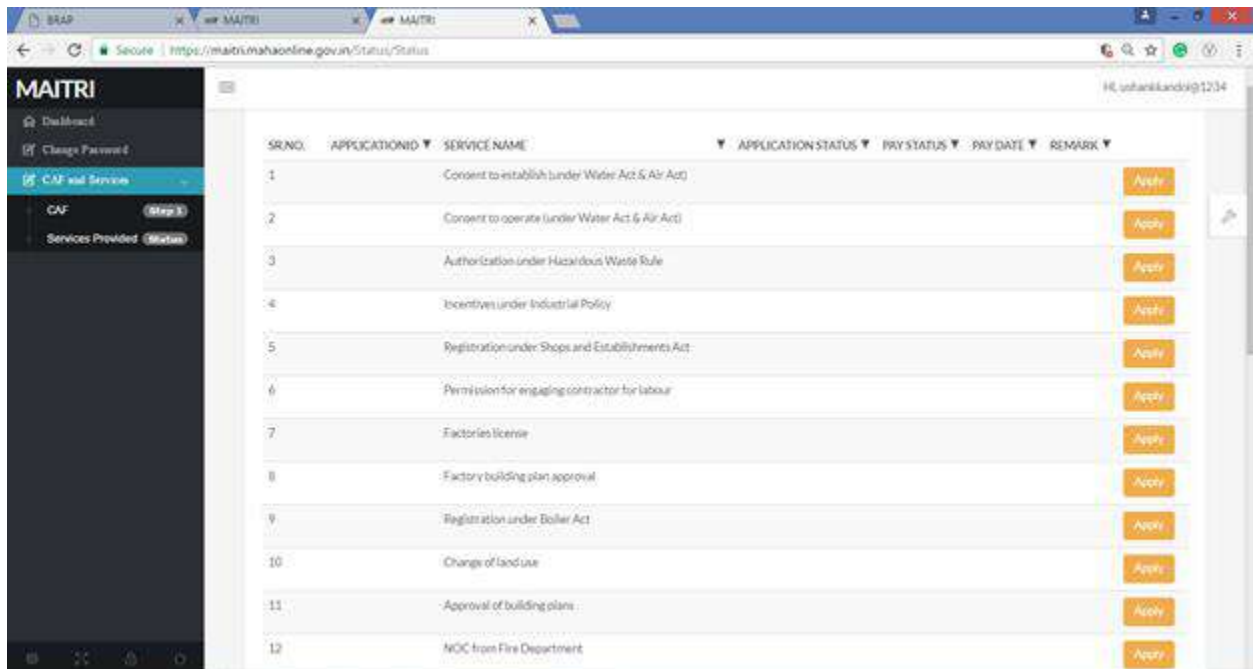 BRAP
MAITRI
MAITRI
Secure https://maitri.mahaonline.gov.in/Status/Status
MAITRI
Dashboard
Change Password
CAF and Services
CAF Step 1
Services Provided Status
SR.NO. APPLICATIONID ▼ SERVICE NAME ▼ APPLICATION STATUS ▼ PAY STATUS ▼ PAY DATE ▼ REMARK ▼
1 Consent to establish (under Water Act & Air Act) Apply
2 Consent to operate (under Water Act & Air Act) Apply
3 Authorization under Hazardous Waste Rule Apply
4 Incentives under Industrial Policy Apply
5 Registration under Shops and Establishments Act Apply
6 Permission for engaging contractor for labour Apply
7 Factories license Apply
8 Factory building plan approval Apply
9 Registration under Boiler Act Apply
10 Change of land use Apply
11 Approval of building plans Apply
12 NOC from Fire Department Apply